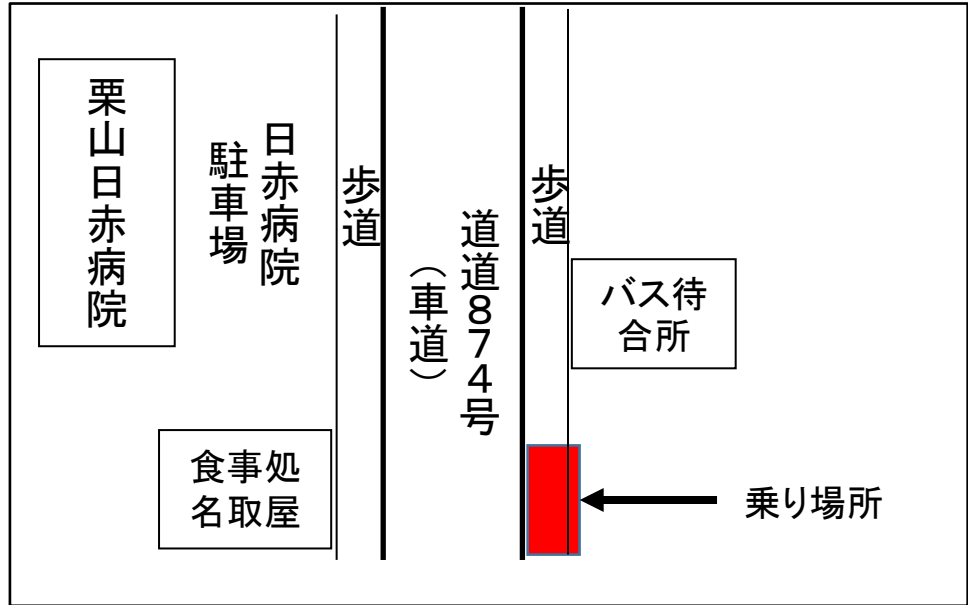 栗山日赤病院
日赤病院
駐車場
歩道
道道874号
（車道）
歩道
バス待
合所
食事処
名取屋
乗り場所